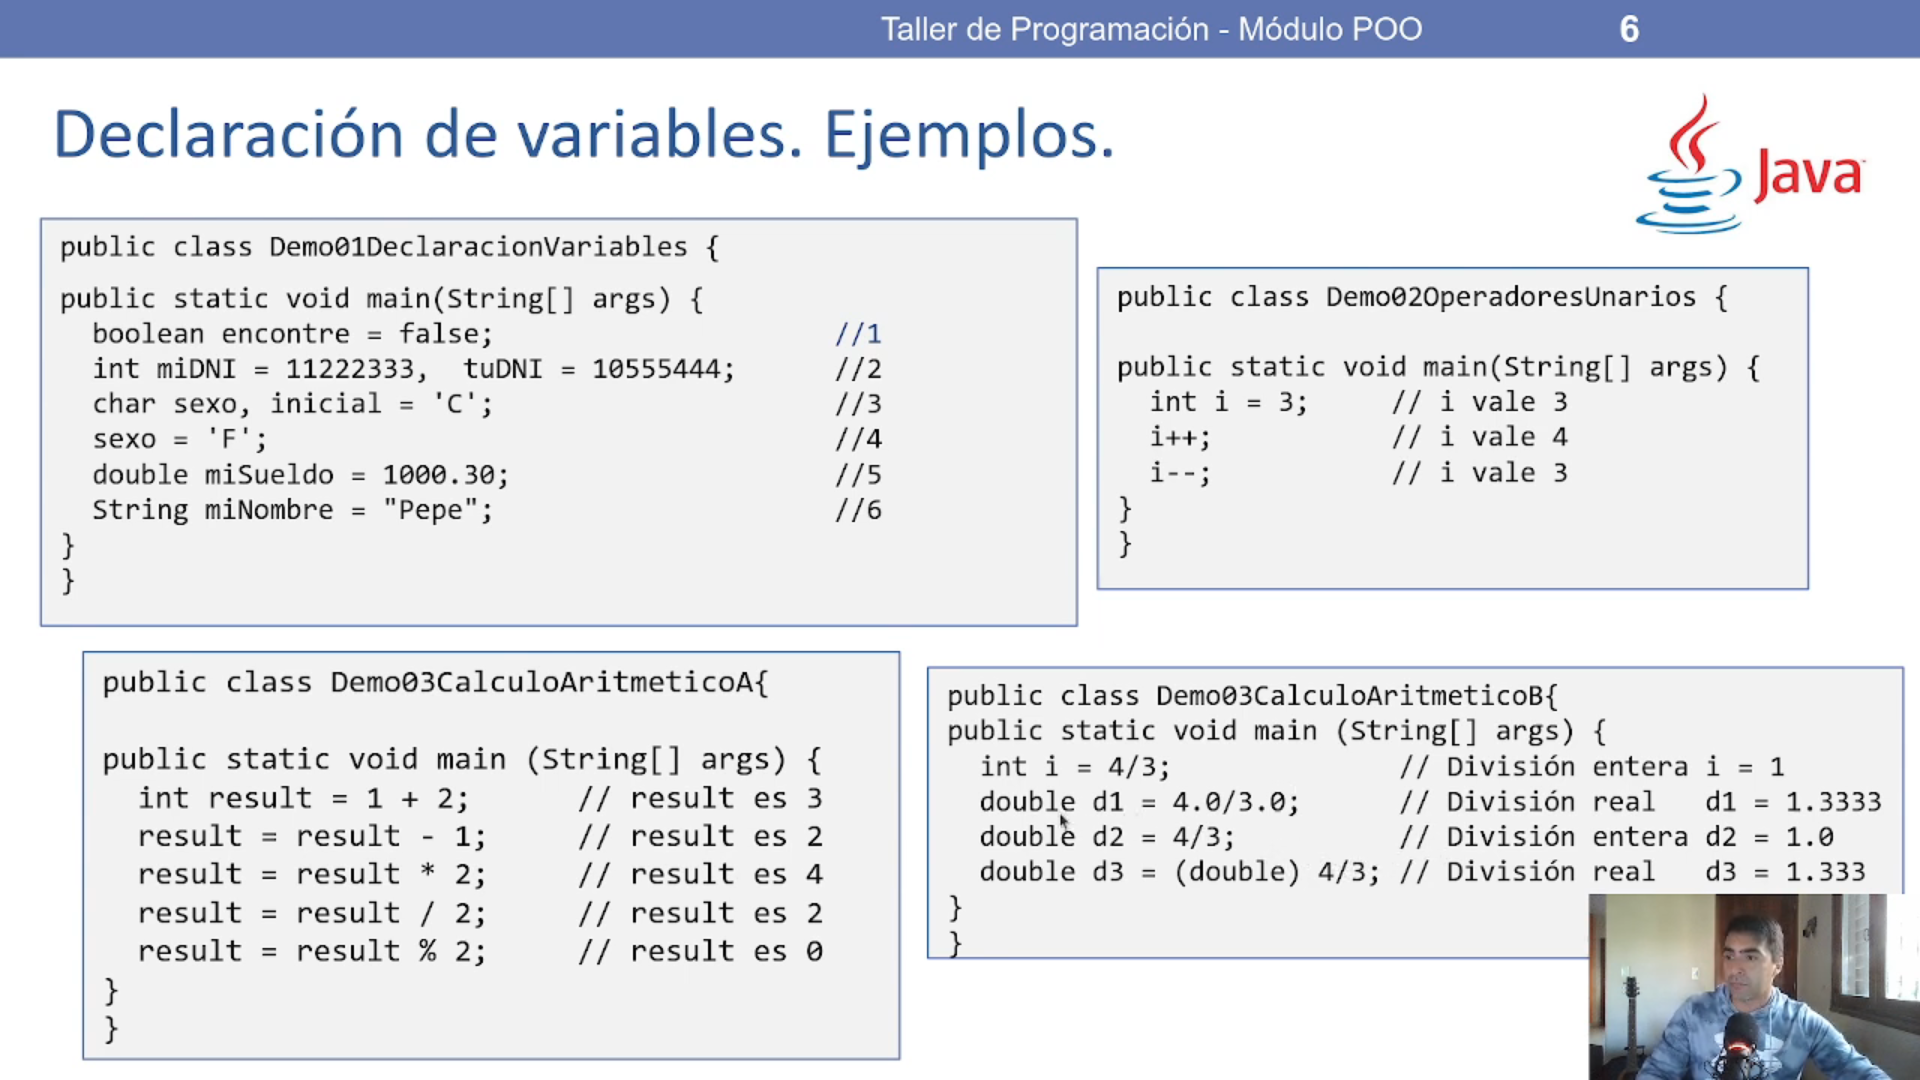 Taller de Programación - Módulo POO 6
Declaración de variables. Ejemplos.
Java
public class Demo01DeclaracionVariables {
public static void main(String[] args) {
boolean encontre = false; //1
int miDNI = 11222333, tuDNI = 10555444; //2
char sexo, inicial = 'C'; //3
sexo = 'F'; //4
double miSueldo = 1000.30; //5
String miNombre = "Pepe"; //6
}
}
public class Demo02OperadoresUnarios {
public static void main(String[] args) {
int i = 3; // i vale 3
i++; // i vale 4
i--; // i vale 3
}
}
public class Demo03CalculoAritmeticoA{
public static void main (String[] args) {
int result = 1 + 2; // result es 3
result = result - 1; // result es 2
result = result * 2; // result es 4
result = result / 2; // result es 2
result = result % 2; // result es 0
}
}
public class Demo03CalculoAritmeticoB{
public static void main (String[] args) {
int i = 4/3; // División entera i = 1
double d1 = 4.0/3.0; // División real d1 = 1.3333
double d2 = 4/3; // División entera d2 = 1.0
double d3 = (double) 4/3; // División real d3 = 1.333
}
}